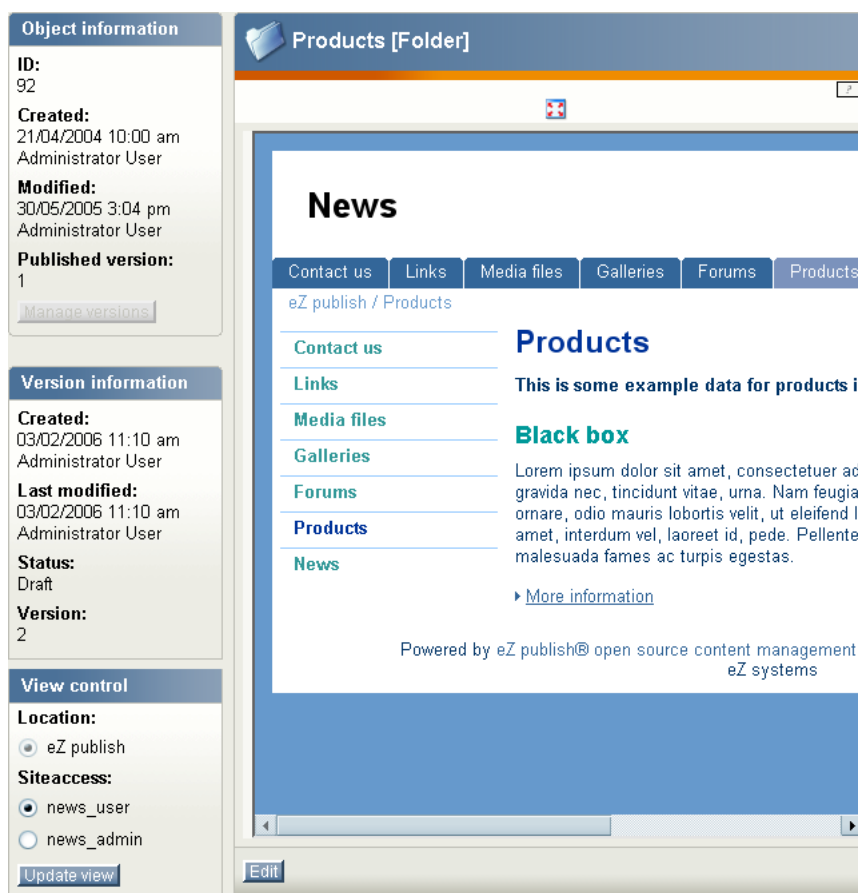 Object information
ID:
92
Created:
21/04/2004 10:00 am
Administrator User
Modified:
30/05/2005 3:04 pm
Administrator User
Published version:
1
Manage versions
Version information
Created:
03/02/2006 11:10 am
Administrator User
Last modified:
03/02/2006 11:10 am
Administrator User
Status:
Draft
Version:
2
View control
Location:
eZ publish
Siteaccess:
news_user
news_admin
Update view
Products [Folder]
?
News
Contact us Links Media files Galleries Forums Products
eZ publish / Products
Contact us
Links
Media files
Galleries
Forums
Products
News
Products
This is some example data for products i
Black box
Lorem ipsum dolor sit amet, consectetuer ad
gravida nec, tincidunt vitae, urna. Nam feugia
ornare, odio mauris lobortis velit, ut eleifend l
amet, interdum vel, laoreet id, pede. Pellente
malesuada fames ac turpis egestas.
More information
Powered by eZ publish® open source content management
eZ systems
Edit